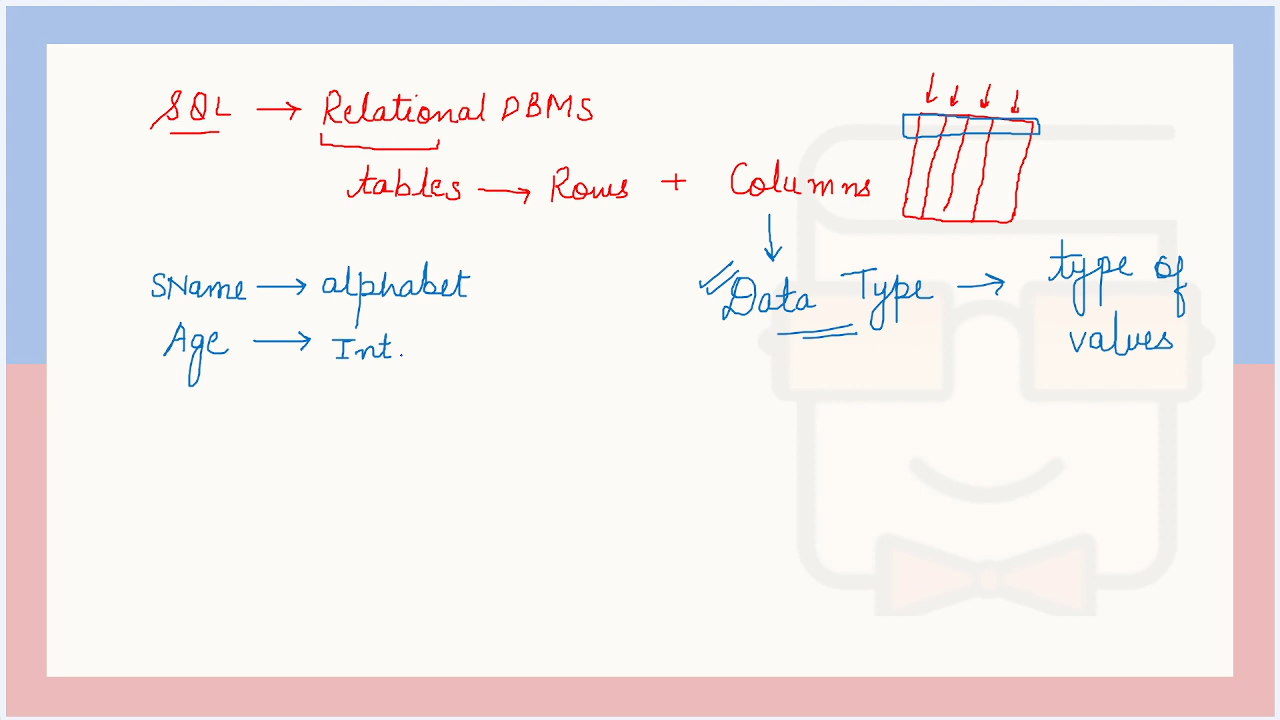 SQL → Relational DBMS
tables → Rows + Columns
Data Type → type of values
SName → alphabet
Age → Int.